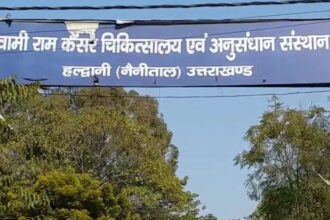 राम कैंसर चिकित्सालय एवं अनुसंधान संस्थान
हल्द्वानी (नैनीताल) उत्तराखण्ड